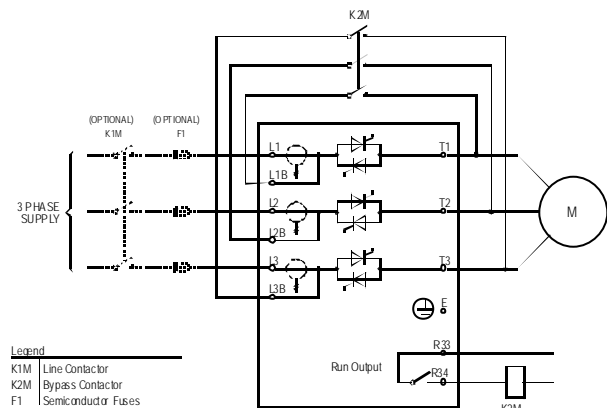 K2M
(OPTIONAL)
K1M
(OPTIONAL)
F1
L1
T1
L1B
3 PHASE
SUPPLY
L2
T2
M
L2B
L3
T3
L3B
E
R33
Run Output
R34
K2M
Legend
K1M Line Contactor
K2M Bypass Contactor
F1 Semiconductor Fuses